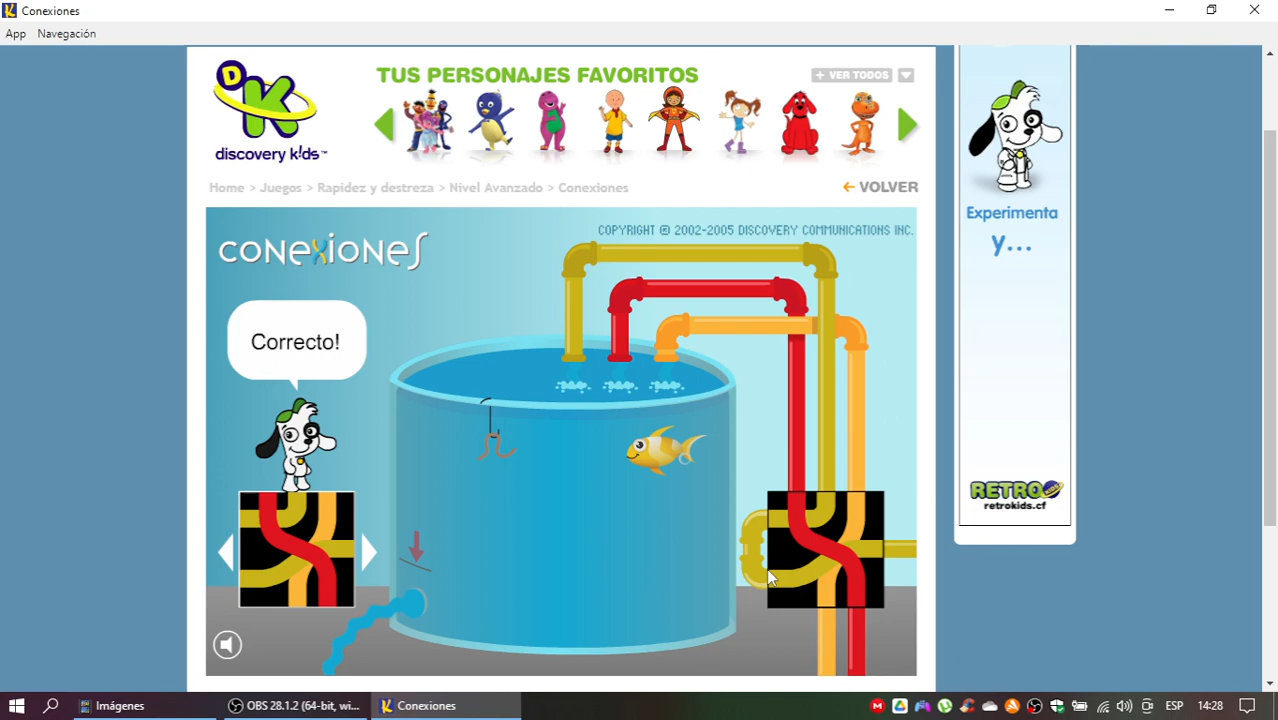 Conexiones
App Navegación
TUS PERSONAJES FAVORITOS
+ VER TODOS
D
K
discovery k!ds™
Home > Juegos > Rapidez y destreza > Nivel Avanzado > Conexiones
← VOLVER
COPYRIGHT © 2002-2005 DISCOVERY COMMUNICATIONS INC.
conexiones
Correcto!
Experimenta
y...
RETRO
retrokids.cf
Imágenes
OBS 28.1.2 (64-bit, wi...
Conexiones
ESP
14:28